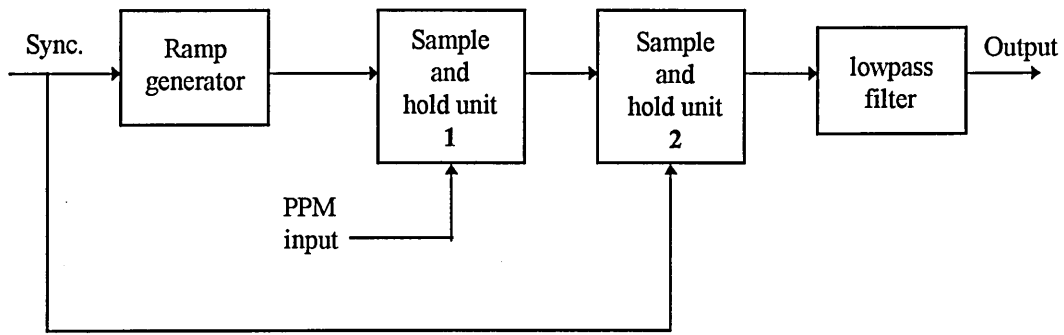 Sync.
Ramp
generator
Sample
and
hold unit
1
Sample
and
hold unit
2
lowpass
filter
Output
PPM
input